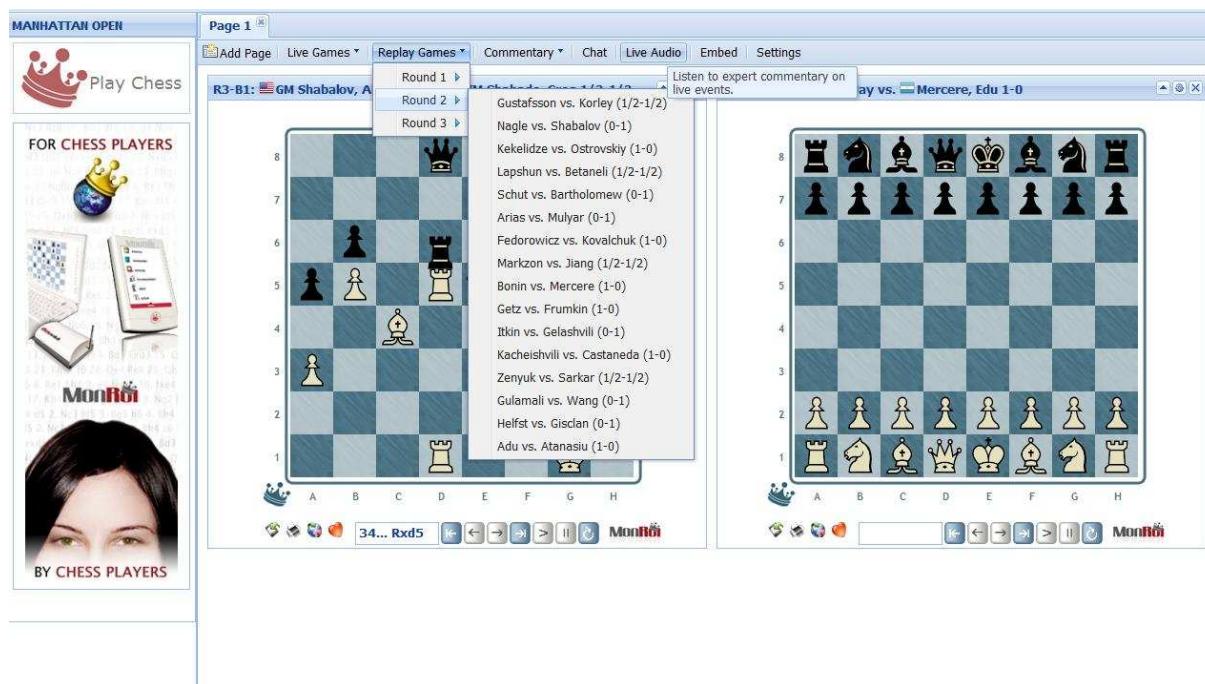 MANHATTAN OPEN
Page 1
Play Chess
Add Page Live Games Replay Games Commentary Chat Live Audio Embed Settings
Listen to expert commentary on
live events.
Round 1
Round 2
Round 3
R3-B1: GM Shabalov, A
ay vs. Mercere, Edu 1-0
Gustafsson vs. Korley (1/2-1/2)
Nagle vs. Shabalov (0-1)
Kekelidze vs. Ostrovskiy (1-0)
Lapshun vs. Betaneli (1/2-1/2)
Schut vs. Bartholomew (0-1)
Arias vs. Mulyar (0-1)
Fedorowicz vs. Kovalchuk (1-0)
Markzon vs. Jiang (1/2-1/2)
Bonin vs. Mercere (1-0)
Getz vs. Frumkin (1-0)
Itkin vs. Gelashvili (0-1)
Kacheishvili vs. Castaneda (1-0)
Zenyuk vs. Sarkar (1/2-1/2)
Gulamali vs. Wang (0-1)
Helfst vs. Gisclan (0-1)
Adu vs. Atanasiu (1-0)
FOR CHESS PLAYERS
MonRoi
BY CHESS PLAYERS
8
7
6
5
4
3
2
1
A B C D E F G H
34... Rxd5
MonRoi
8
7
6
5
4
3
2
1
A B C D E F G H
MonRoi